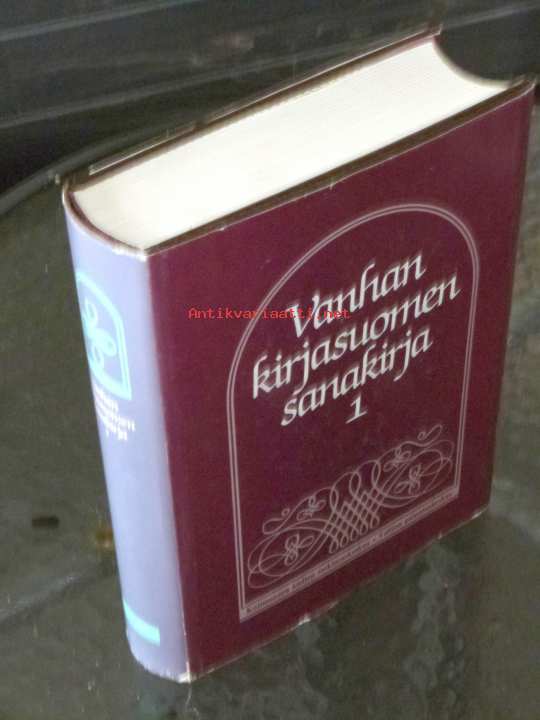 Vanhan
kirjasuomen
sanakirja
1
Antikvariaatti.net